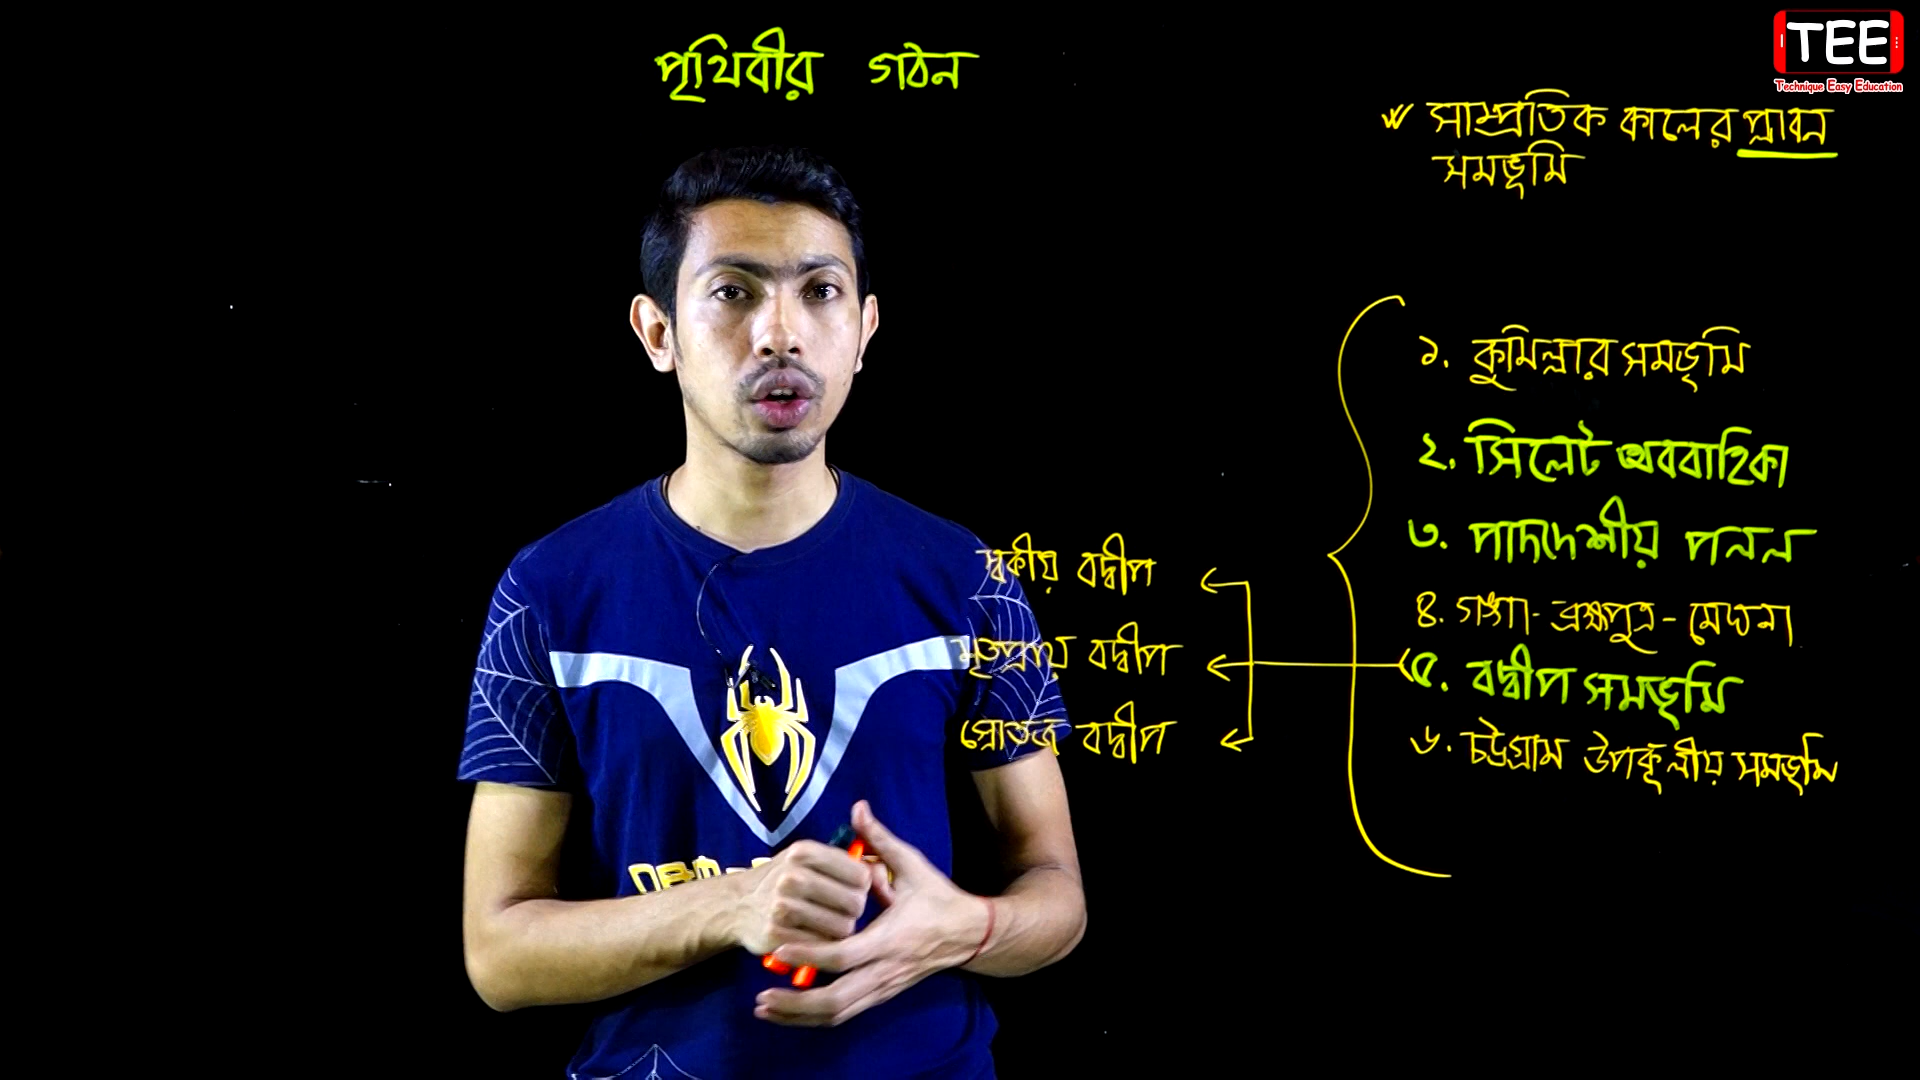 পৃথিবীর গঠন
TEE
Technique Easy Education
সাম্প্রতিক কালের প্লাবন
সমভূমি
১. কুমিল্লার সমভূমি
২. সিলেট অববাহিকা
৩. পাদদেশীয় পলল
৪. গঙ্গা - ব্রহ্মপুত্র - মেঘনা
৫. বদ্বীপ সমভূমি
৬. চট্টগ্রাম উপকূলীয় সমভূমি
স্বকীয় বদ্বীপ
মৃতপ্রায় বদ্বীপ
স্রোতজ বদ্বীপ